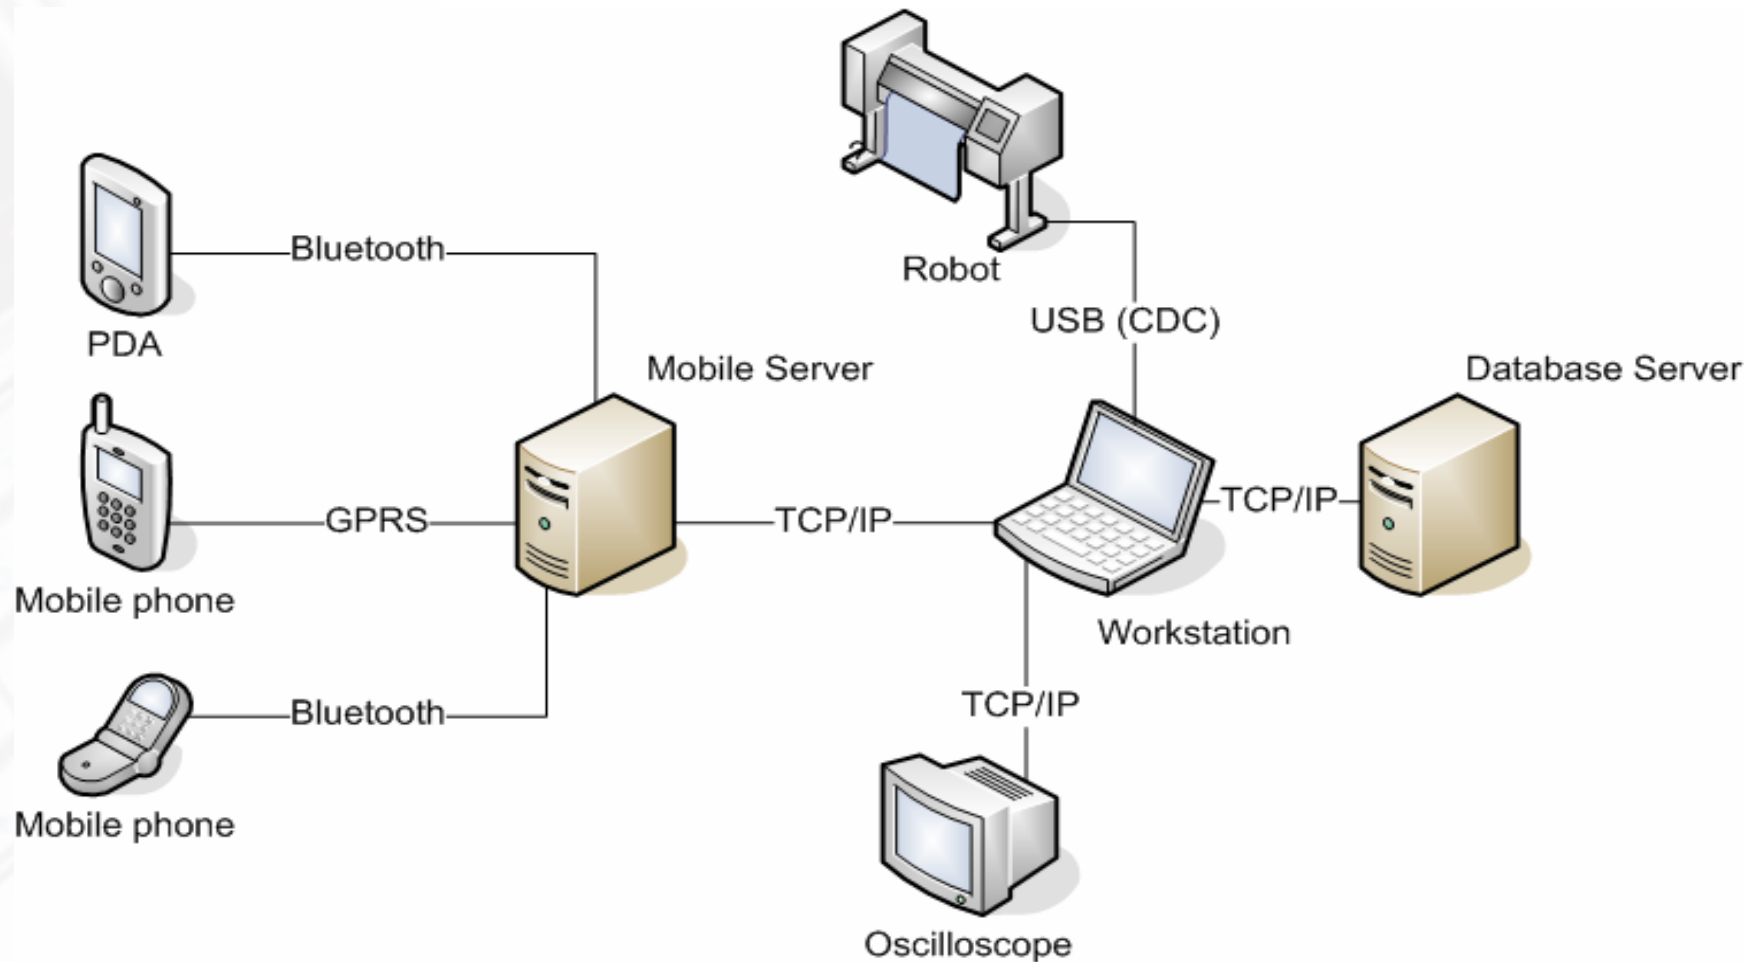 Robot
Bluetooth
USB (CDC)
PDA
Mobile Server
Database Server
GPRS
TCP/IP
TCP/IP
Mobile phone
Workstation
Bluetooth
TCP/IP
Mobile phone
Oscilloscope